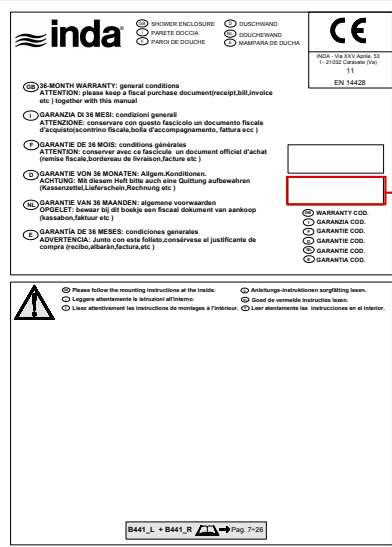 inda
GB SHOWER ENCLOSURE
I PARETE DOCCIA
F PAROI DE DOUCHE
D DUSCHWAND
NL DOUCHEWAND
E MAMPARA DE DUCHA
CE
INDA - Via XXV Aprile, 53
I - 21032 Caravate (Va)
11
EN 14428
GB 36-MONTH WARRANTY: general conditions
ATTENTION: please keep a fiscal purchase document(receipt,bill,invoice
etc ) together with this manual
I GARANZIA DI 36 MESI: condizioni generali
ATTENZIONE: conservare con questo fascicolo un documento fiscale
d'acquisto(scontrino fiscale,bolla d'accompagnamento, fattura ecc )
F GARANTIE DE 36 MOIS: conditions générales
ATTENTION: conserver avec ce fascicule un document officiel d'achat
(remise fiscale,bordereau de livraison,facture etc )
D GARANTIE VON 36 MONATEN: Allgem.Konditionen.
ACHTUNG: Mit diesem Heft bitte auch eine Quittung aufbewahren
(Kassenzettel,Lieferschein,Rechnung etc )
NL GARANTIE VAN 36 MAANDEN: algemene voorwaarden
OPGELET: bewaar bij dit boekje een fiscaal dokument van aankoop
(kassabon,faktuur etc )
E GARANTÍA DE 36 MESES: condiciones generales
ADVERTENCIA: Junto con este folleto,consérvese el justificante de
compra (recibo,albaràn,factura,etc )
GB WARRANTY COD.
I GARANZIA COD.
F GARANTIE COD.
D GARANTIE COD.
NL GARANTIE COD.
E GARANTIA COD.
GB Please follow the mounting instructions at the inside.
I Leggere attentamente le istruzioni all'interno.
F Lisez attentivement les instructions de montages à l'intérieur.
D Anleitungs-instruktionen sorgfälting lesen.
NL Goed de vermelde instructies lezen.
E Leer atentamente las instrucciones en el interior.
B441_L + B441_R Pag. 7÷26